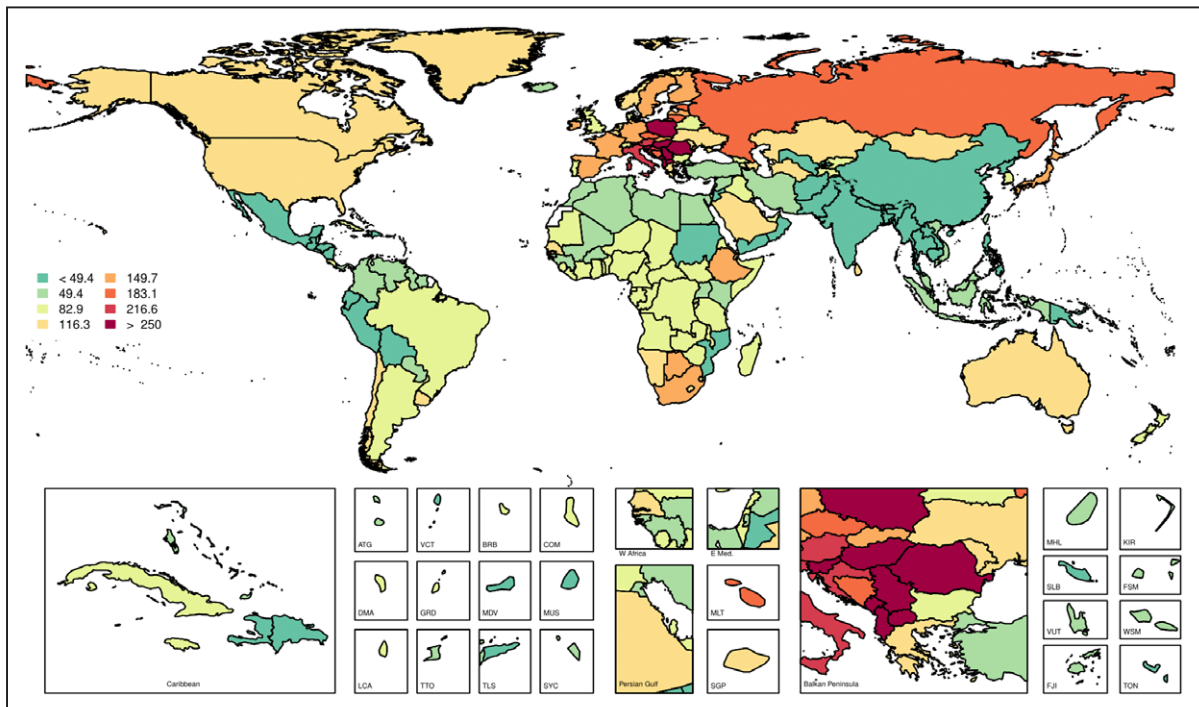 < 49.4
49.4
82.9
116.3
149.7
183.1
216.6
> 250
Caribbean
ATG
VCT
BRB
COM
DMA
GRD
MDV
MUS
LCA
TTO
TLS
SYC
W Africa
E Med.
Persian Gulf
MLT
SGP
Balkan Peninsula
MHL
KIR
SLB
FSM
VUT
WSM
FJI
TON